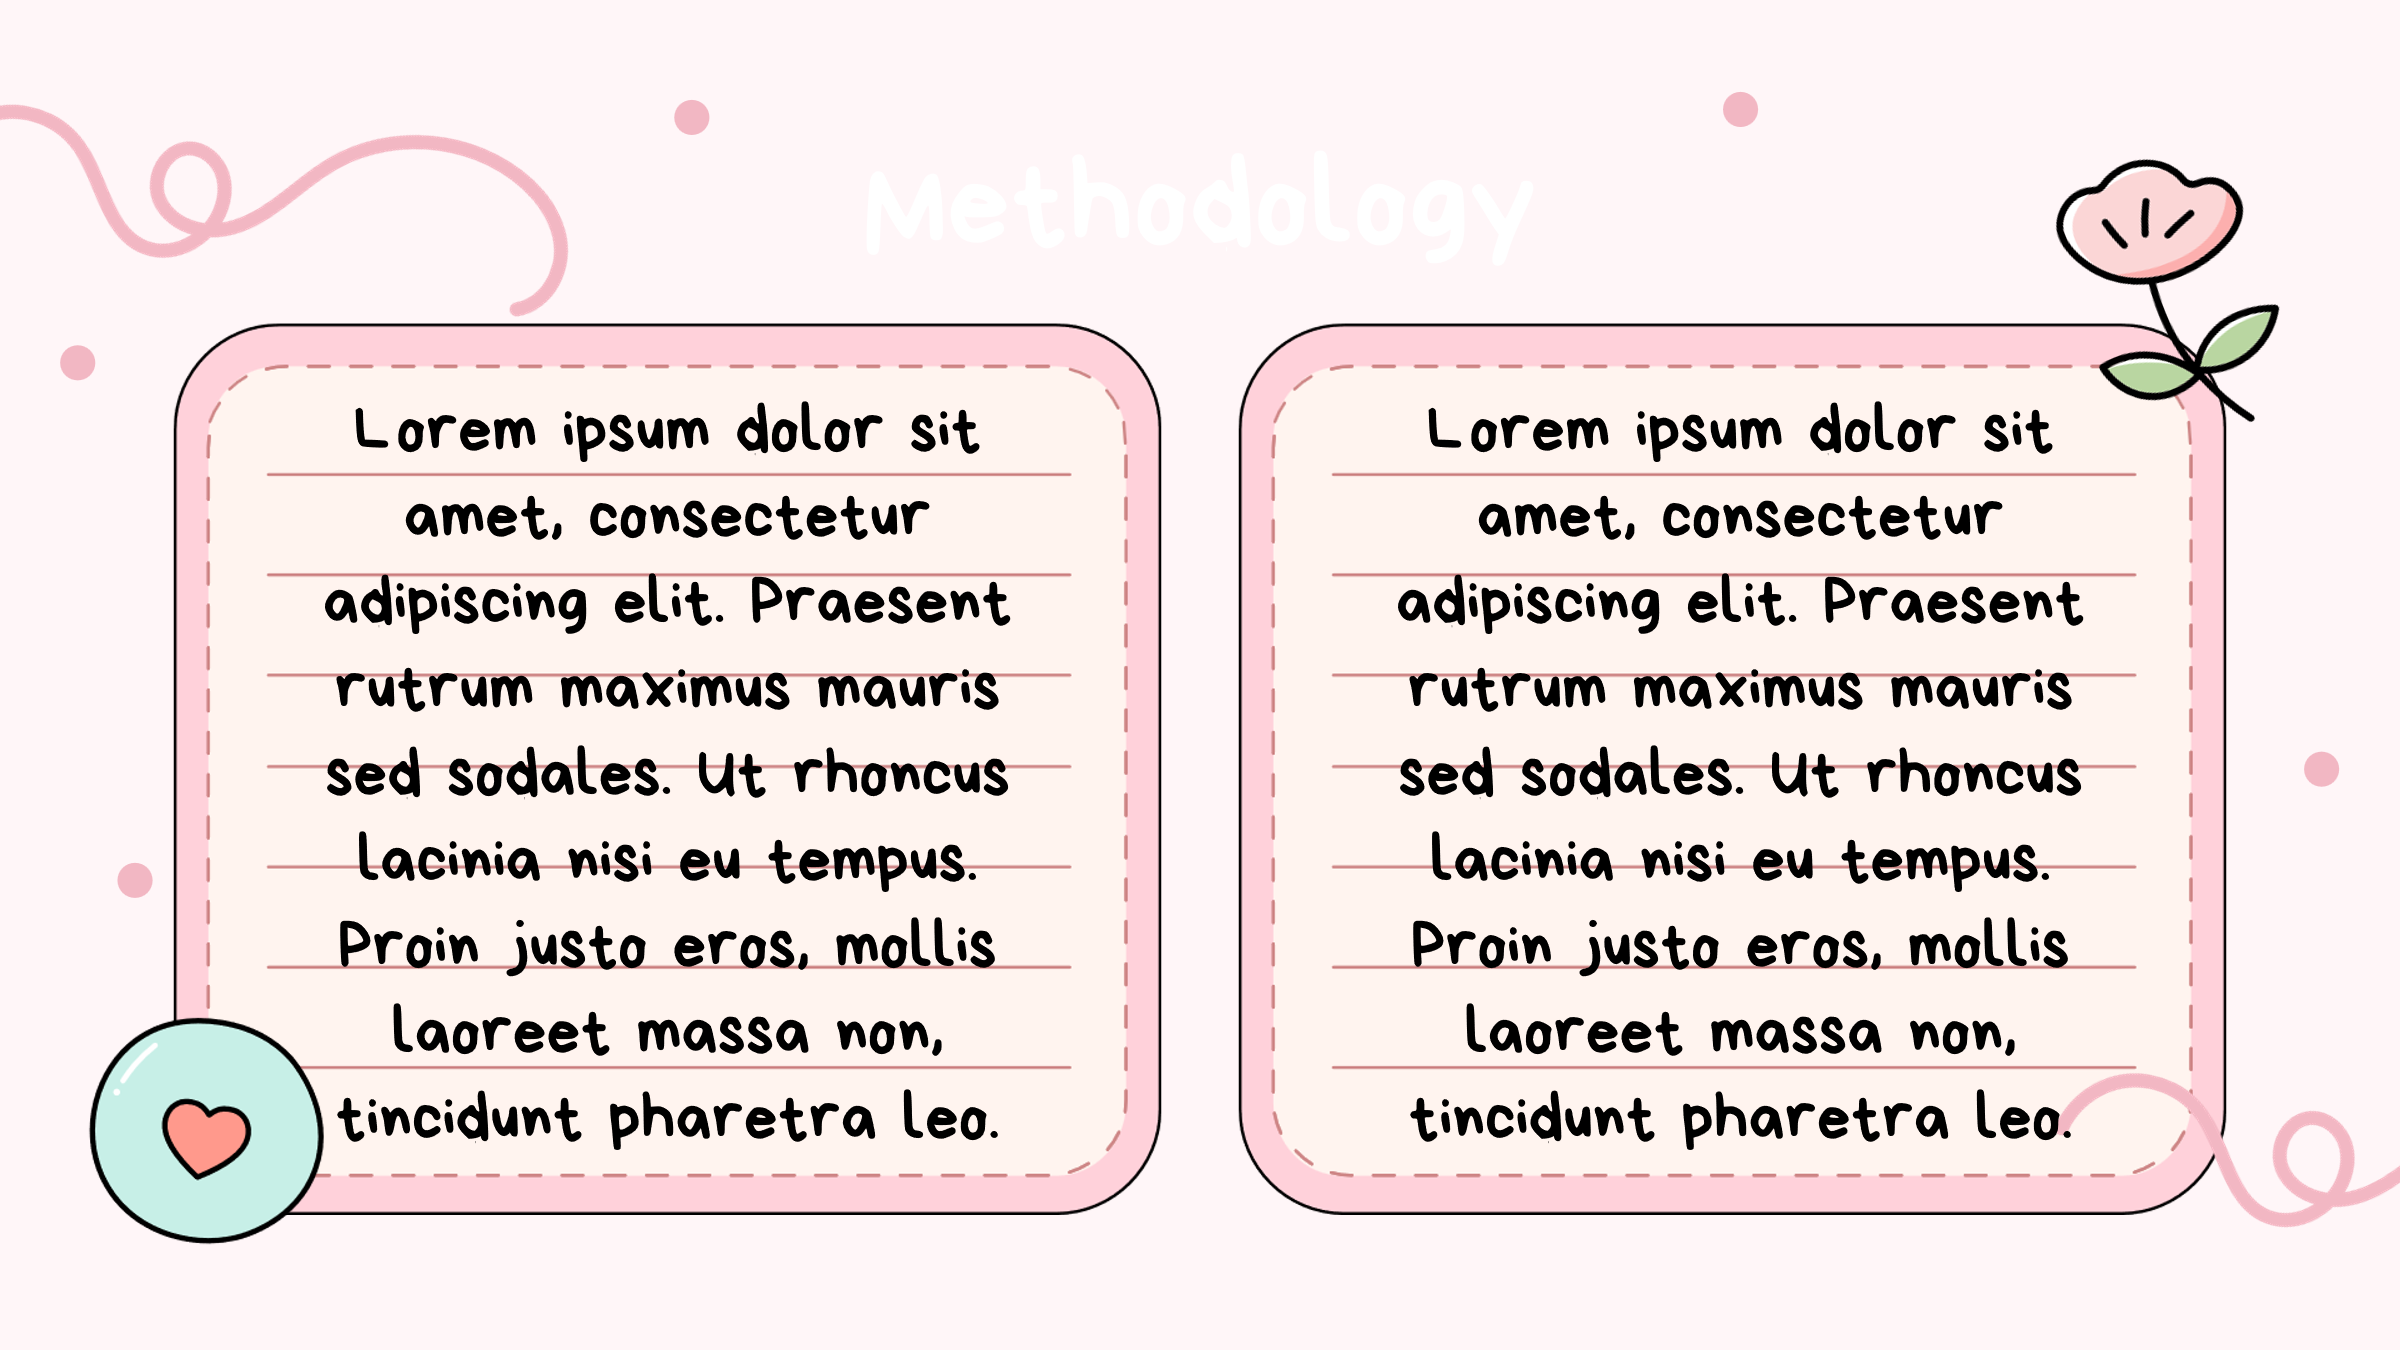 Methodology
Lorem ipsum dolor sit
amet, consectetur
adipiscing elit. Praesent
rutrum maximus mauris
sed sodales. Ut rhoncus
lacinia nisi eu tempus.
Proin justo eros, mollis
laoreet massa non,
tincidunt pharetra leo.
Lorem ipsum dolor sit
amet, consectetur
adipiscing elit. Praesent
rutrum maximus mauris
sed sodales. Ut rhoncus
lacinia nisi eu tempus.
Proin justo eros, mollis
laoreet massa non,
tincidunt pharetra leo.